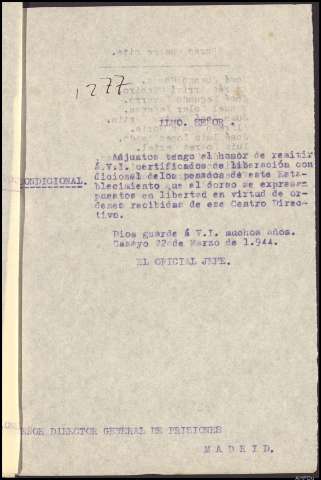 1277
ILMO. SEÑOR.
Adjuntos tengo el honor de remitir
á V.I. certificados de liberación con
dicional de los penados de este Esta-
CONDICIONAL.
blecimiento que al dorso se expresan
puestos en libertad en virtud de or-
denes recibidas de ese Centro Direc-
tivo.
Dios guarde á V.I. muchos años.
Casayo 22 de Marzo de 1.944.
EL OFICIAL JEFE.
SEÑOR DIRECTOR GENERAL DE PRISIONES
M A D R I D.